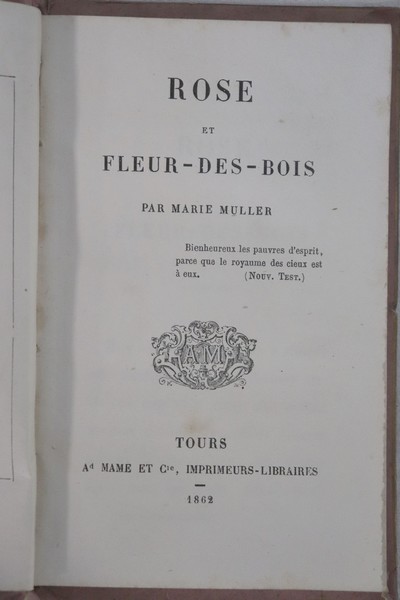 ROSE
ET
FLEUR-DES-BOIS
PAR MARIE MULLER
Bienheureux les pauvres d'esprit,
parce que le royaume des cieux est
à eux. (Nouv. Test.)
AM
TOURS
Ad MAME ET Cie, IMPRIMEURS-LIBRAIRES
1862